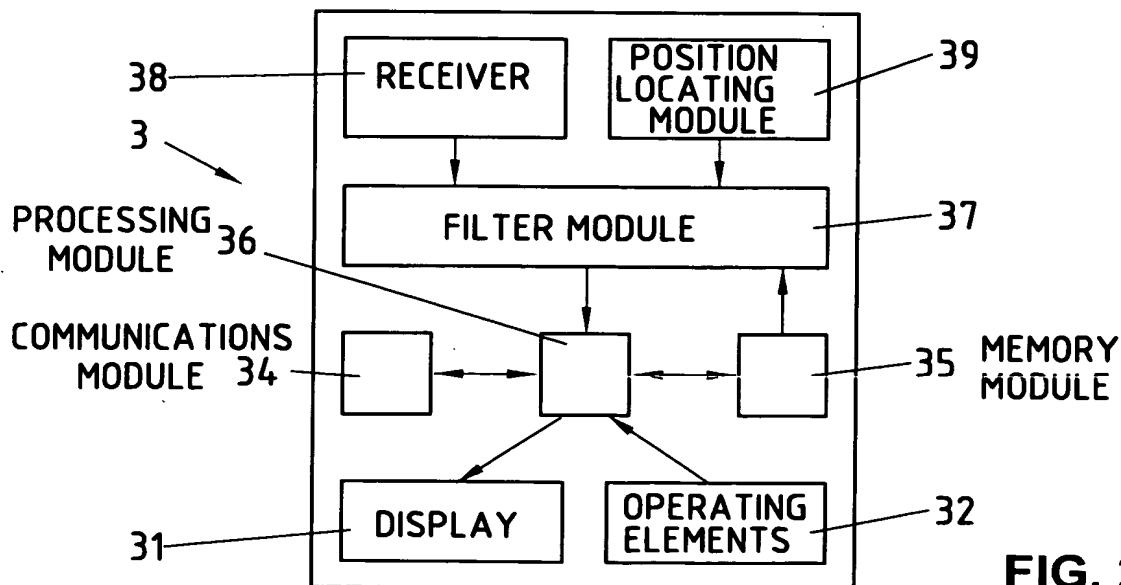 38
RECEIVER
POSITION
LOCATING
MODULE
39
3
PROCESSING
MODULE
36
FILTER MODULE
37
COMMUNICATIONS
MODULE 34
35
MEMORY
MODULE
31
DISPLAY
OPERATING
ELEMENTS
32
FIG.